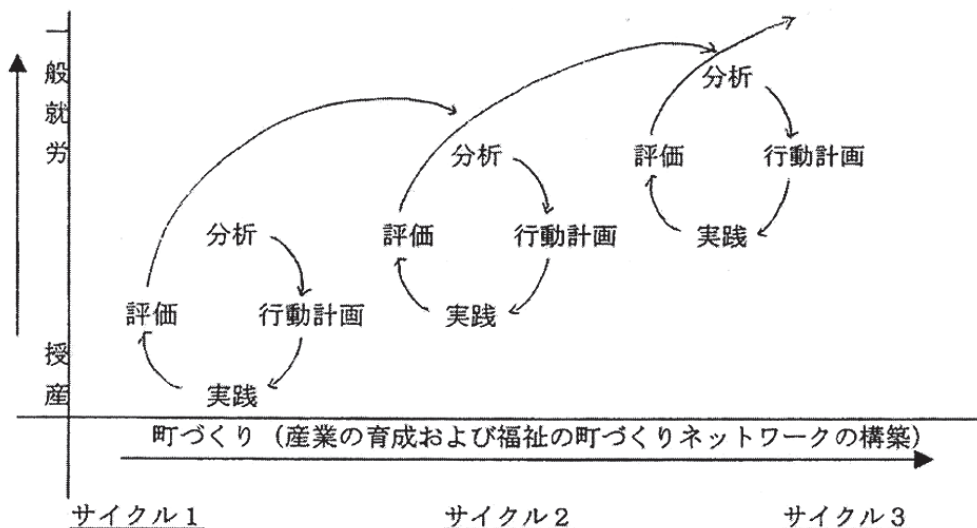 一般就労
授産
分析
評価
行動計画
実践
分析
評価
行動計画
実践
分析
評価
行動計画
実践
町づくり（産業の育成および福祉の町づくりネットワークの構築）
サイクル1
サイクル2
サイクル3